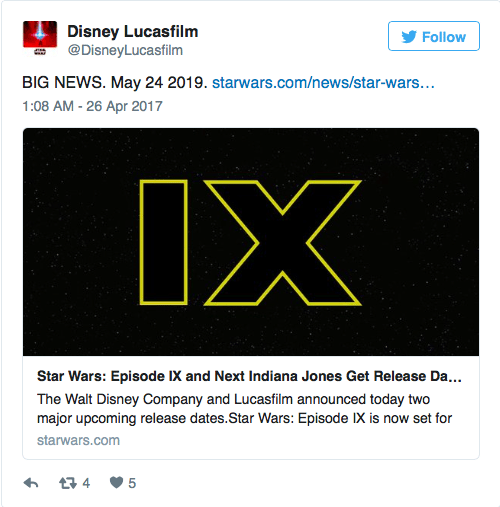 Disney Lucasfilm
@DisneyLucasfilm
Follow
BIG NEWS. May 24 2019. starwars.com/news/star-wars…
1:08 AM - 26 Apr 2017
IX
Star Wars: Episode IX and Next Indiana Jones Get Release Da...
The Walt Disney Company and Lucasfilm announced today two
major upcoming release dates.Star Wars: Episode IX is now set for
starwars.com
4
5